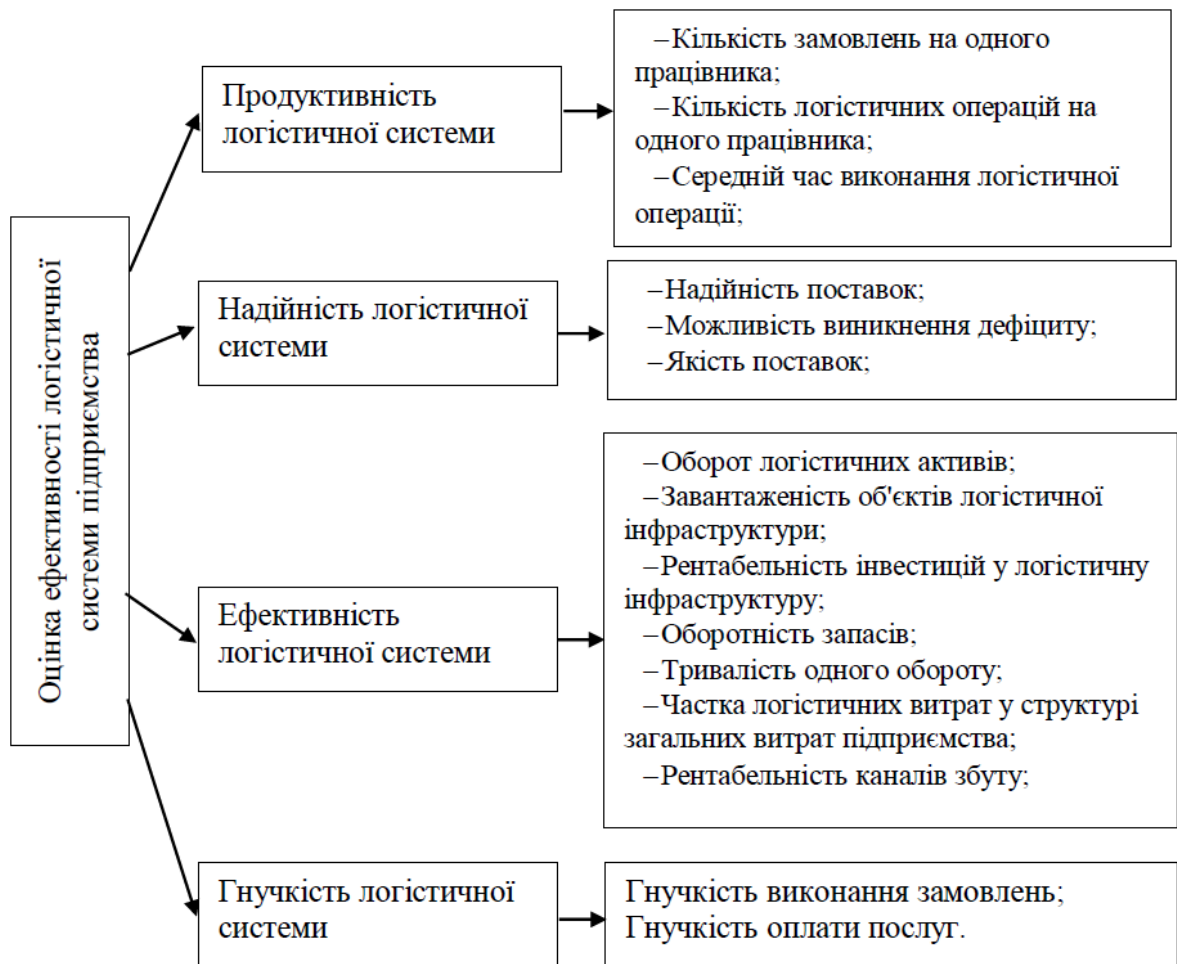 Оцінка ефективності логістичної
системи підприємства
Продуктивність
логістичної системи
–Кількість замовлень на одного
працівника;
–Кількість логістичних операцій на
одного працівника;
–Середній час виконання логістичної
операції;
Надійність логістичної
системи
–Надійність поставок;
–Можливість виникнення дефіциту;
–Якість поставок;
Ефективність
логістичної системи
–Оборот логістичних активів;
–Завантаженість об'єктів логістичної
інфраструктури;
–Рентабельність інвестицій у логістичну
інфраструктуру;
–Оборотність запасів;
–Тривалість одного обороту;
–Частка логістичних витрат у структурі
загальних витрат підприємства;
–Рентабельність каналів збуту;
Гнучкість логістичної
системи
Гнучкість виконання замовлень;
Гнучкість оплати послуг.